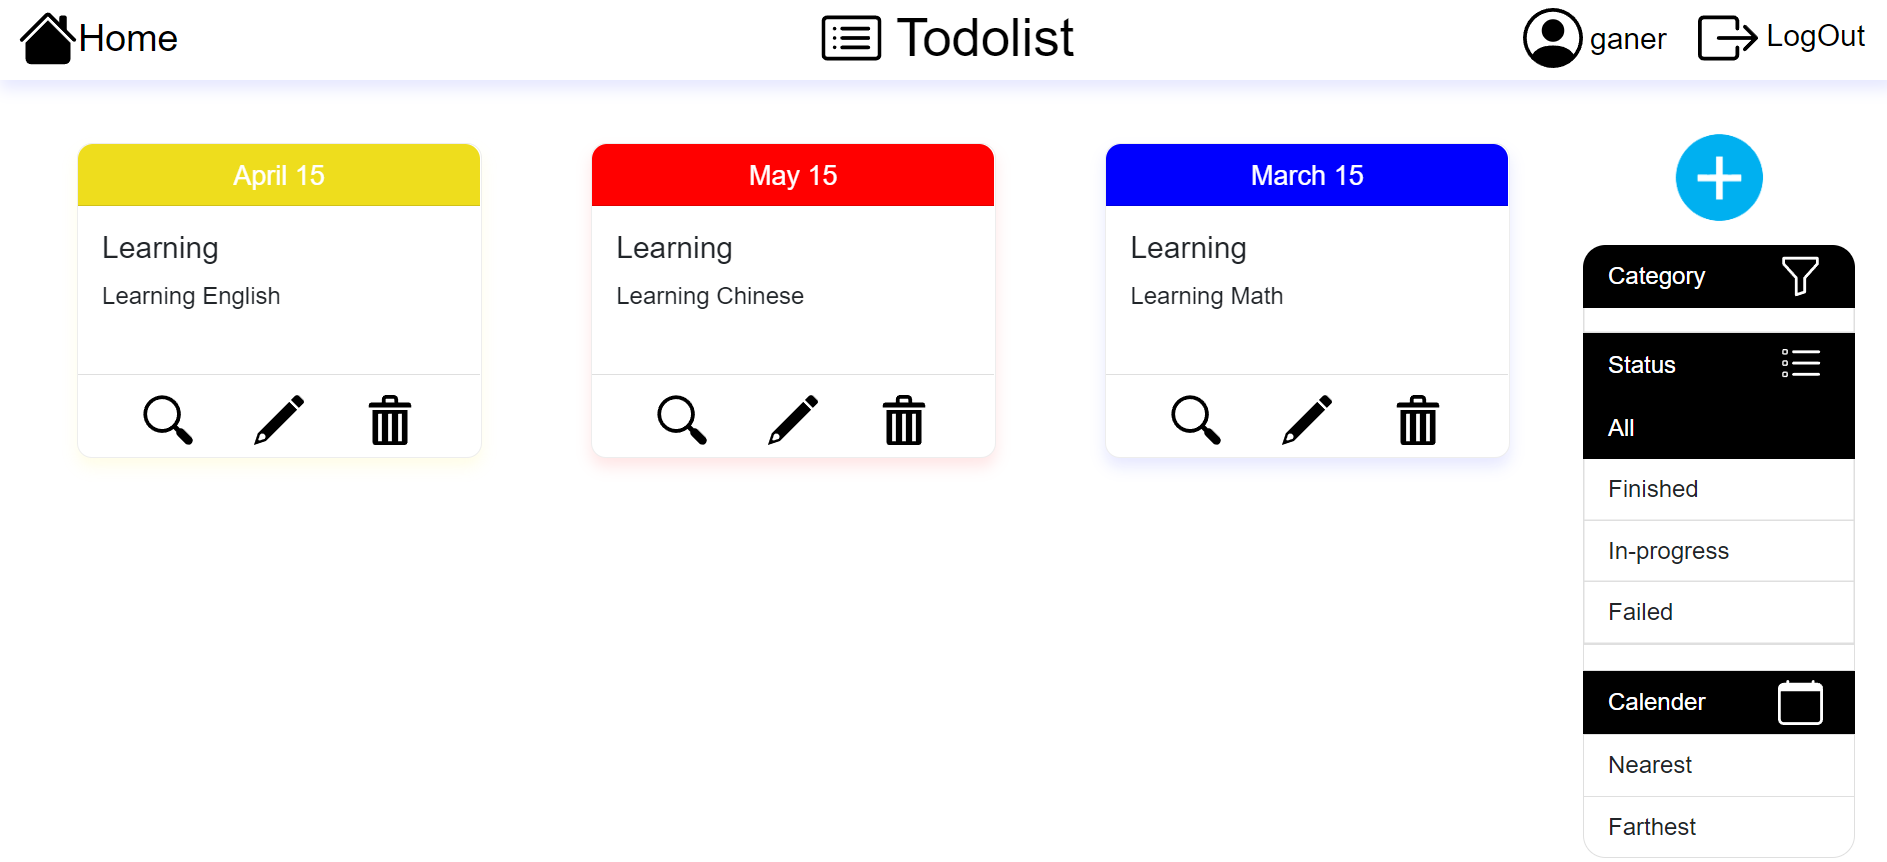 Home
Todolist
ganer
LogOut
April 15
Learning
Learning English
May 15
Learning
Learning Chinese
March 15
Learning
Learning Math
Category
Status
All
Finished
In-progress
Failed
Calender
Nearest
Farthest